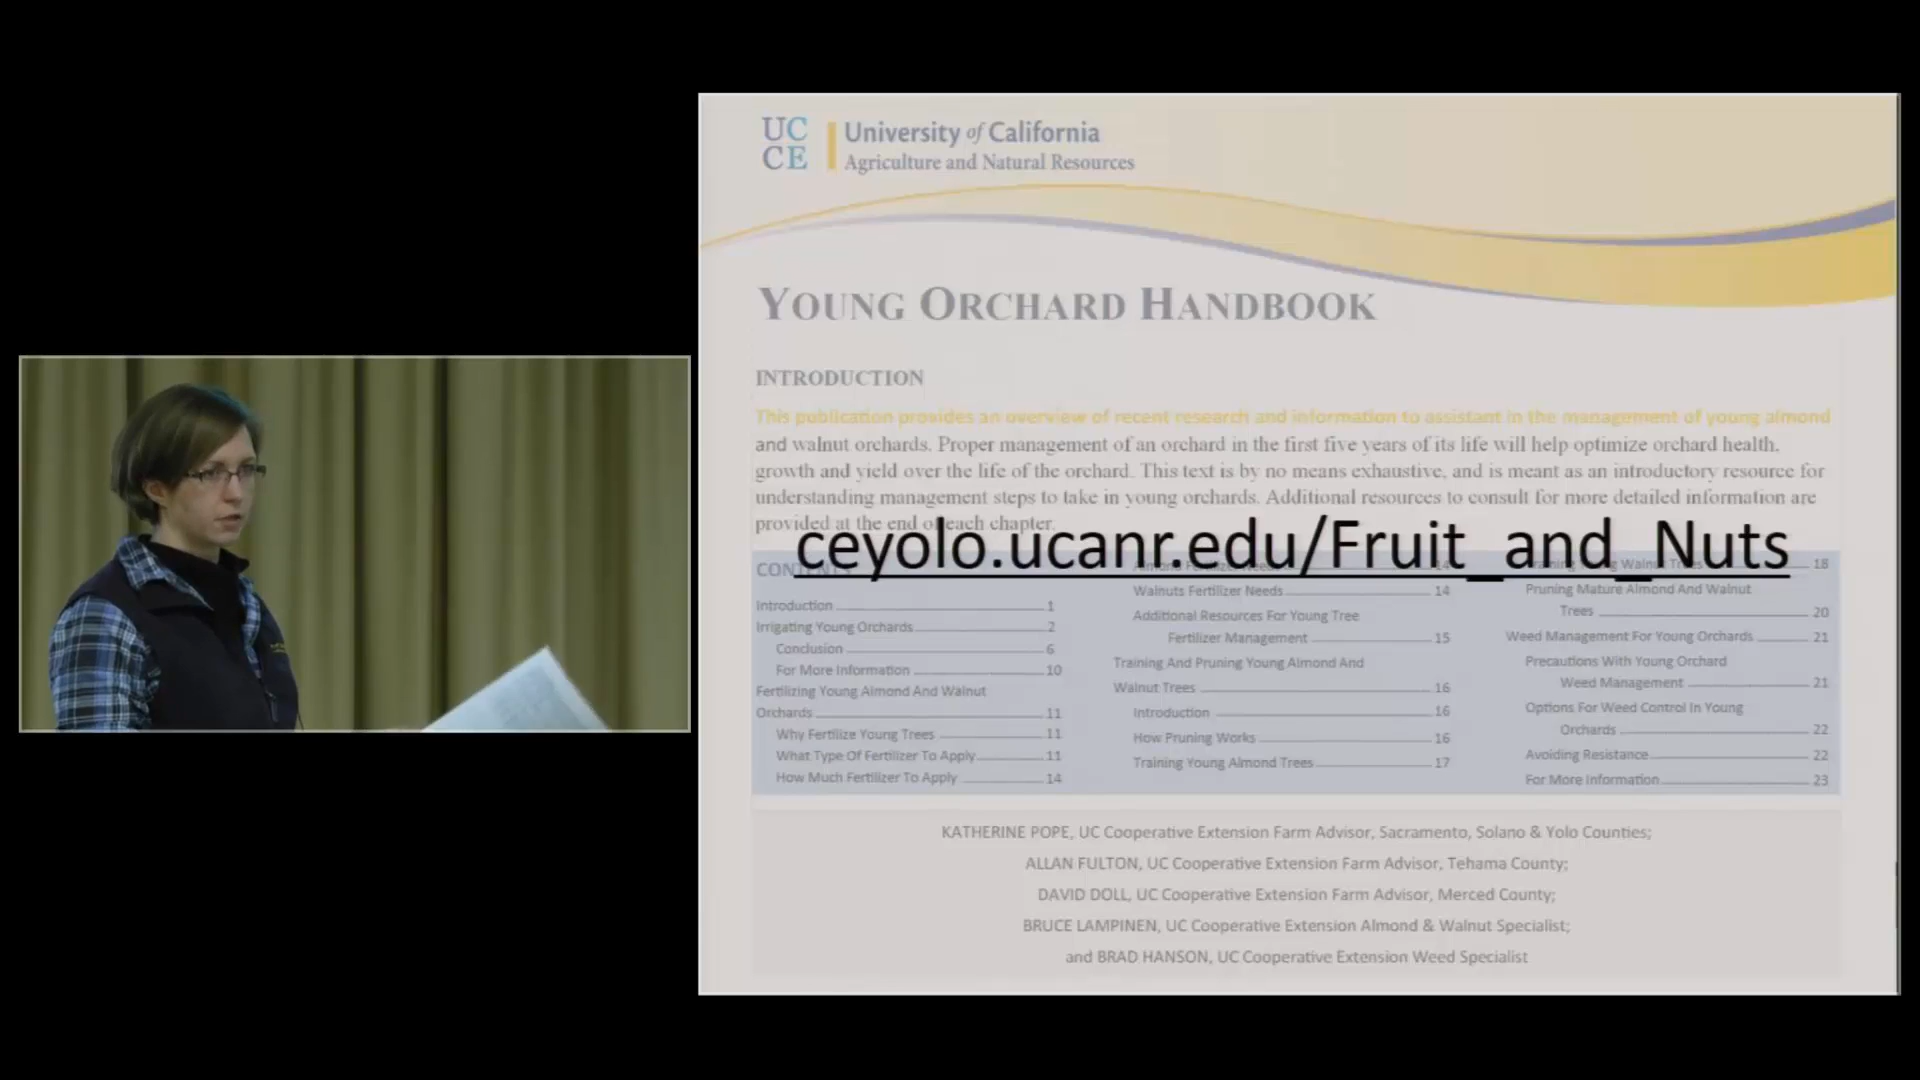 UC
CE
University of California
Agriculture and Natural Resources
YOUNG ORCHARD HANDBOOK
INTRODUCTION
This publication provides an overview of recent research and information to assistant in the management of young almond
and walnut orchards. Proper management of an orchard in the first five years of its life will help optimize orchard health,
growth and yield over the life of the orchard. This text is by no means exhaustive, and is meant as an introductory resource for
understanding management steps to take in young orchards. Additional resources to consult for more detailed information are
provided at the end of each chapter.
ceyolo.ucanr.edu/Fruit_and_Nuts
CONTENTS
Introduction 1
Irrigating Young Orchards 2
Conclusion 6
For More Information 10
Fertilizing Young Almond And Walnut
Orchards 11
Why Fertilize Young Trees 11
What Type Of Fertilizer To Apply 11
How Much Fertilizer To Apply 14
Almond Fertilizer Needs 14
Walnuts Fertilizer Needs 14
Additional Resources For Young Tree
Fertilizer Management 15
Training And Pruning Young Almond And
Walnut Trees 16
Introduction 16
How Pruning Works 16
Training Young Almond Trees 17
Training Young Walnut Trees 18
Pruning Mature Almond And Walnut
Trees 20
Weed Management For Young Orchards 21
Precautions With Young Orchard
Weed Management 21
Options For Weed Control In Young
Orchards 22
Avoiding Resistance 22
For More Information 23
KATHERINE POPE, UC Cooperative Extension Farm Advisor, Sacramento, Solano & Yolo Counties;
ALLAN FULTON, UC Cooperative Extension Farm Advisor, Tehama County;
DAVID DOLL, UC Cooperative Extension Farm Advisor, Merced County;
BRUCE LAMPINEN, UC Cooperative Extension Almond & Walnut Specialist;
and BRAD HANSON, UC Cooperative Extension Weed Specialist